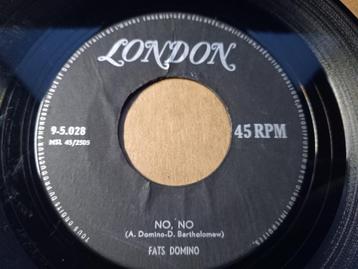 LONDON
9-5.028
MSL 45/2505
45 RPM
NO, NO
(A. Domino-D. Bartholomew)
FATS DOMINO